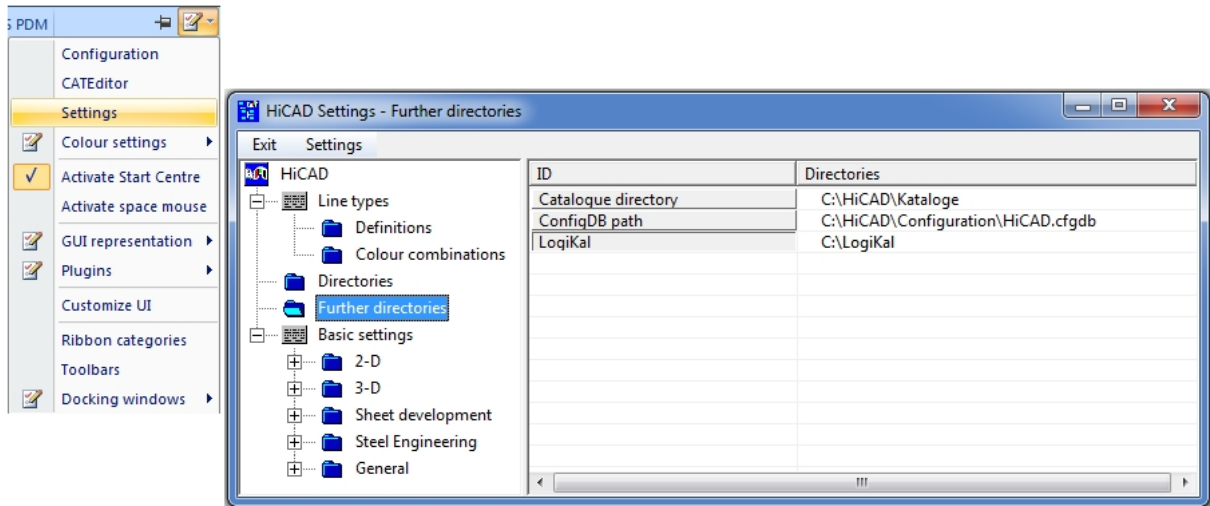 S PDM
Configuration
CATEditor
Settings
Colour settings
Activate Start Centre
Activate space mouse
GUI representation
Plugins
Customize UI
Ribbon categories
Toolbars
Docking windows
HiCAD Settings - Further directories
Exit Settings
HiCAD
Line types
Definitions
Colour combinations
Directories
Further directories
Basic settings
2-D
3-D
Sheet development
Steel Engineering
General
ID Directories
Catalogue directory C:\HiCAD\Kataloge
ConfigDB path C:\HiCAD\Configuration\HiCAD.cfgdb
LogiKal C:\LogiKal